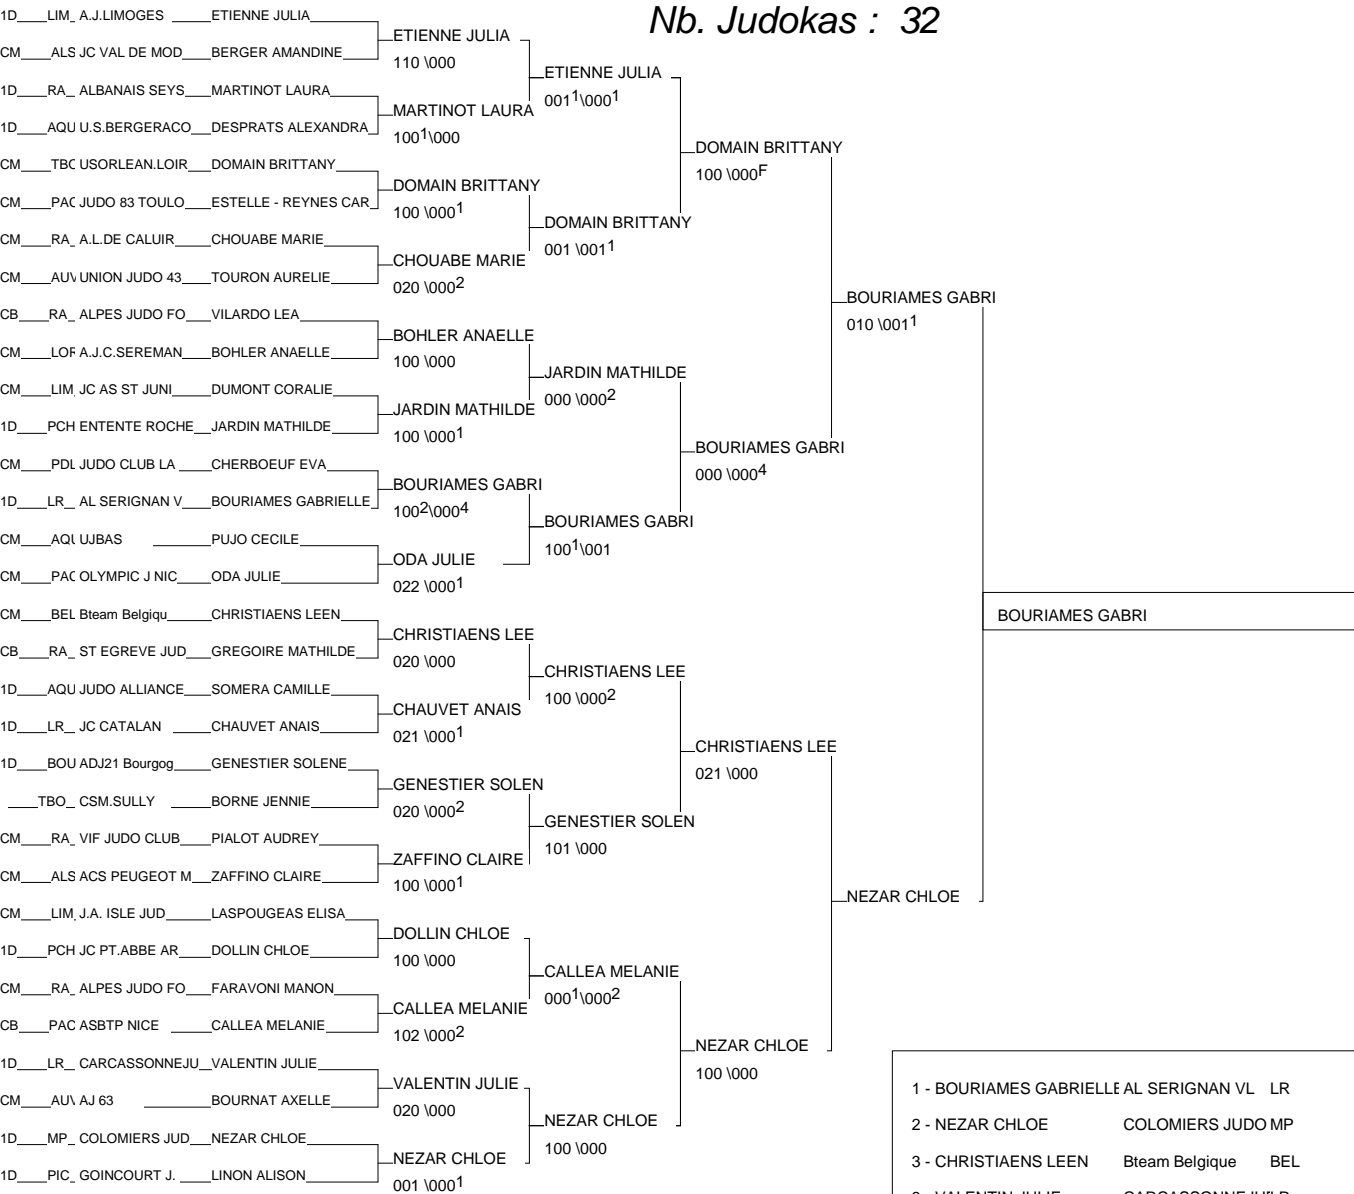 Nb. Judokas : 32
1D LIM A.J.LIMOGES ETIENNE JULIA
CM ALS JC VAL DE MOD BERGER AMANDINE
1D RA_ ALBANAIS SEYS MARTINOT LAURA
1D AQU U.S.BERGERACO DESPRATS ALEXANDRA
CM TBO USORLEAN.LOIR DOMAIN BRITTANY
CM PAC JUDO 83 TOULO ESTELLE - REYNES CAR
CM RA_ A.L.DE CALUIR CHOUABE MARIE
CM AUV UNION JUDO 43 TOURON AURELIE
CB RA_ ALPES JUDO FO VILARDO LEA
CM LOR A.J.C.SEREMAN BOHLER ANAELLE
CM LIM JC AS ST JUNI DUMONT CORALIE
1D PCH ENTENTE ROCHE JARDIN MATHILDE
CM PDL JUDO CLUB LA CHERBOEUF EVA
1D LR_ AL SERIGNAN V BOURIAMES GABRIELLE
CM AQU UJBAS PUJO CECILE
CM PAC OLYMPIC J NIC ODA JULIE
CM BEL Bteam Belgiqu CHRISTIAENS LEEN
CB RA_ ST EGREVE JUD GREGOIRE MATHILDE
1D AQU JUDO ALLIANCE SOMERA CAMILLE
1D LR_ JC CATALAN CHAUVET ANAIS
1D BOU ADJ21 Bourgog GENESTIER SOLENE
TBO_ CSM.SULLY BORNE JENNIE
CM RA_ VIF JUDO CLUB PIALOT AUDREY
CM ALS ACS PEUGEOT M ZAFFINO CLAIRE
CM LIM J.A. ISLE JUD LASPOUGEAS ELISA
1D PCH JC PT.ABBE AR DOLLIN CHLOE
CM RA_ ALPES JUDO FO FARAVONI MANON
CB PAC ASBTP NICE CALLEA MELANIE
1D LR_ CARCASSONNEJU VALENTIN JULIE
CM AUV AJ 63 BOURNAT AXELLE
1D MP_ COLOMIERS JUD NEZAR CHLOE
1D PIC_ GOINCOURT J. LINON ALISON
ETIENNE JULIA
110 \000
MARTINOT LAURA
100¹\000
DOMAIN BRITTANY
100 \000¹
CHOUABE MARIE
020 \000²
BOHLER ANAELLE
100 \000
JARDIN MATHILDE
100 \000¹
BOURIAMES GABRI
100²\000⁴
ODA JULIE
022 \000¹
CHRISTIAENS LEE
020 \000
CHAUVET ANAIS
021 \000¹
GENESTIER SOLEN
020 \000²
ZAFFINO CLAIRE
100 \000¹
DOLLIN CHLOE
100 \000
CALLEA MELANIE
102 \000²
VALENTIN JULIE
020 \000
NEZAR CHLOE
001 \000¹
ETIENNE JULIA
001¹\000¹
DOMAIN BRITTANY
001 \001¹
JARDIN MATHILDE
000 \000²
BOURIAMES GABRI
100¹\001
CHRISTIAENS LEE
100 \000²
GENESTIER SOLEN
101 \000
CALLEA MELANIE
000¹\000²
NEZAR CHLOE
100 \000
DOMAIN BRITTANY
100 \000F
BOURIAMES GABRI
000 \000⁴
CHRISTIAENS LEE
021 \000
NEZAR CHLOE
100 \000
BOURIAMES GABRI
010 \001¹
NEZAR CHLOE
BOURIAMES GABRI
1 - BOURIAMES GABRIELLE AL SERIGNAN VL LR
2 - NEZAR CHLOE COLOMIERS JUDO MP
3 - CHRISTIAENS LEEN Bteam Belgique BEL
3 - VALENTIN JULIE CARCASSONNEJU LR